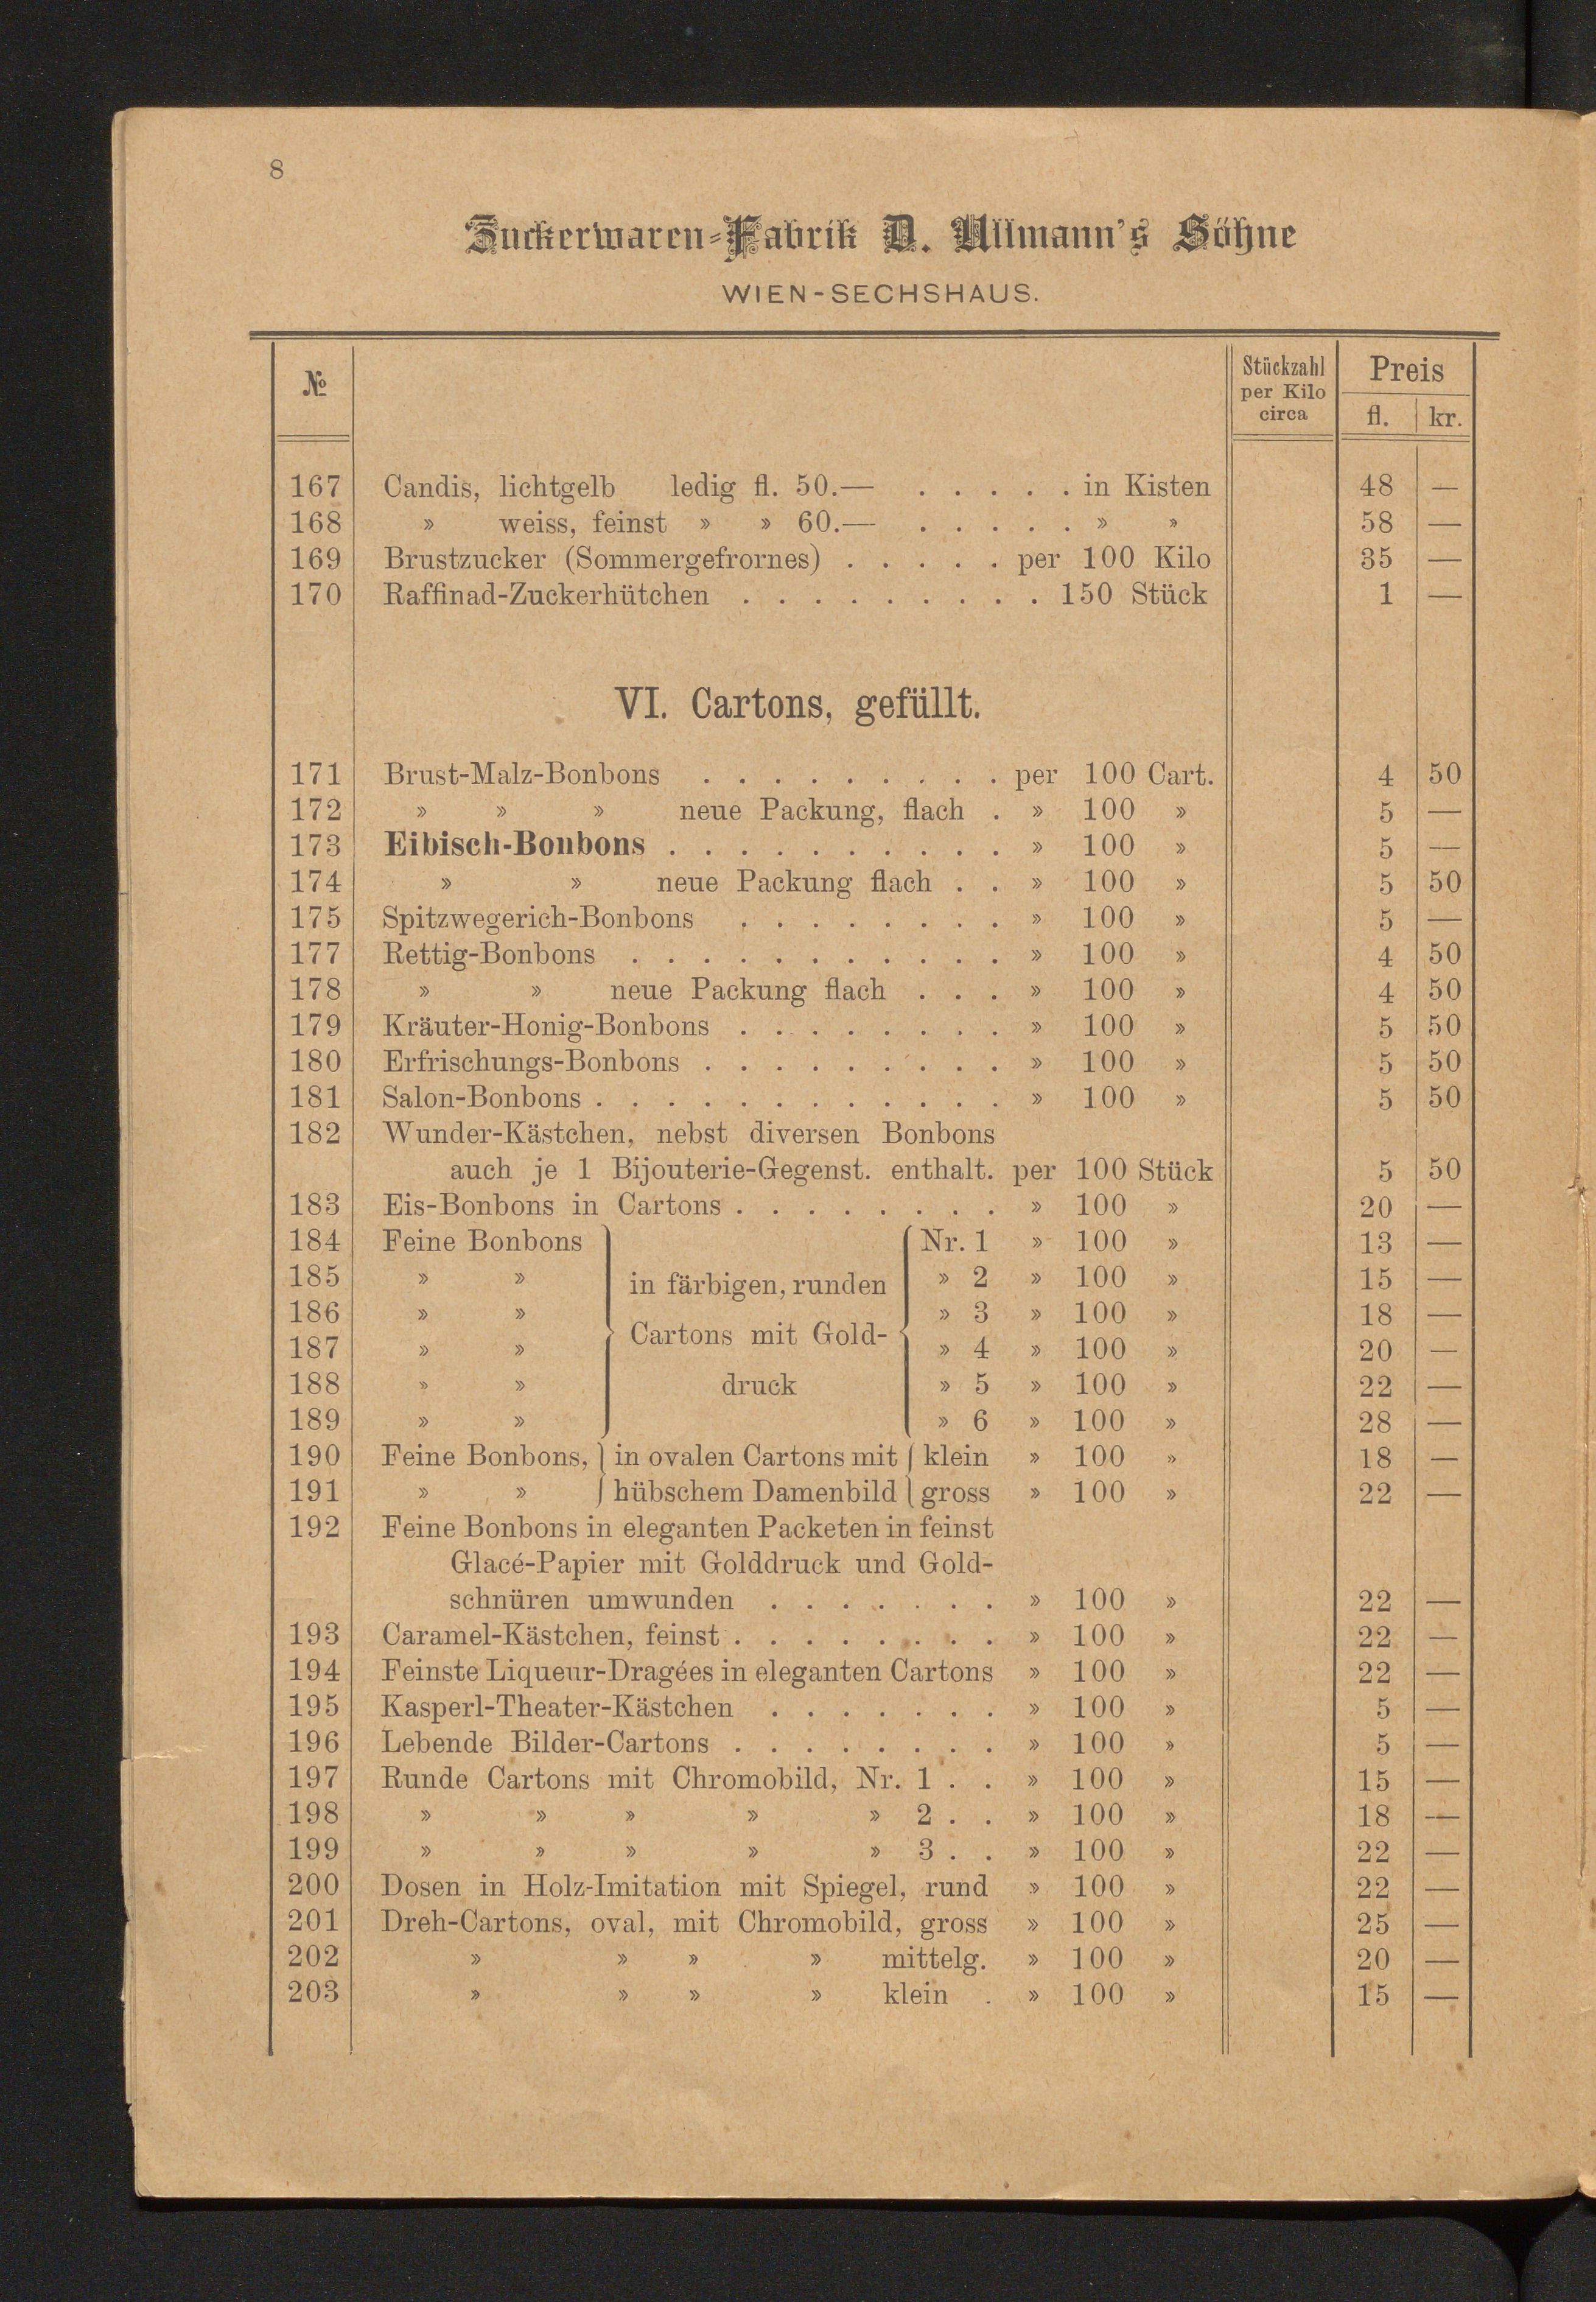 8
Zuckerwaren-Fabrik D. Ullmann's Söhne
WIEN-SECHSHAUS.
№ Stückzahl per Kilo circa Preis
fl. kr.
167 Candis, lichtgelb ledig fl. 50.— . . . . . in Kisten 48 —
168 » weiss, feinst » » 60.— . . . . . » » 58 —
169 Brustzucker (Sommergefrornes) . . . . . per 100 Kilo 35 —
170 Raffinad-Zuckerhütchen . . . . . . . . . 150 Stück 1 —
VI. Cartons, gefüllt.
171 Brust-Malz-Bonbons . . . . . . . . . per 100 Cart. 4 50
172 » » » neue Packung, flach . » 100 » 5 —
173 Eibisch-Bonbons . . . . . . . . . . » 100 » 5 —
174 » » neue Packung flach . . » 100 » 5 50
175 Spitzwegerich-Bonbons . . . . . . . . » 100 » 5 —
177 Rettig-Bonbons . . . . . . . . . . . » 100 » 4 50
178 » » neue Packung flach . . . » 100 » 4 50
179 Kräuter-Honig-Bonbons . . . . . . . . » 100 » 5 50
180 Erfrischungs-Bonbons . . . . . . . . . » 100 » 5 50
181 Salon-Bonbons . . . . . . . . . . . . » 100 » 5 50
182 Wunder-Kästchen, nebst diversen Bonbons
auch je 1 Bijouterie-Gegenst. enthalt. per 100 Stück 5 50
183 Eis-Bonbons in Cartons . . . . . . . . » 100 » 20 —
184 Feine Bonbons Nr. 1 » 100 » 13 —
185 » » in färbigen, runden » 2 » 100 » 15 —
186 » » » 3 » 100 » 18 —
187 » » Cartons mit Gold- » 4 » 100 » 20 —
188 » » druck » 5 » 100 » 22 —
189 » » » 6 » 100 » 28 —
190 Feine Bonbons, in ovalen Cartons mit klein » 100 » 18 —
191 » » hübschem Damenbild gross » 100 » 22 —
192 Feine Bonbons in eleganten Packeten in feinst
Glacé-Papier mit Golddruck und Gold-
schnüren umwunden . . . . . . . » 100 » 22 —
193 Caramel-Kästchen, feinst . . . . . . . . » 100 » 22 —
194 Feinste Liqueur-Dragées in eleganten Cartons » 100 » 22 —
195 Kasperl-Theater-Kästchen . . . . . . . » 100 » 5 —
196 Lebende Bilder-Cartons . . . . . . . . » 100 » 5 —
197 Runde Cartons mit Chromobild, Nr. 1 . . » 100 » 15 —
198 » » » » » 2 . . » 100 » 18 —
199 » » » » » 3 . . » 100 » 22 —
200 Dosen in Holz-Imitation mit Spiegel, rund » 100 » 22 —
201 Dreh-Cartons, oval, mit Chromobild, gross » 100 » 25 —
202 » » » » mittelg. » 100 » 20 —
203 » » » » klein . » 100 » 15 —